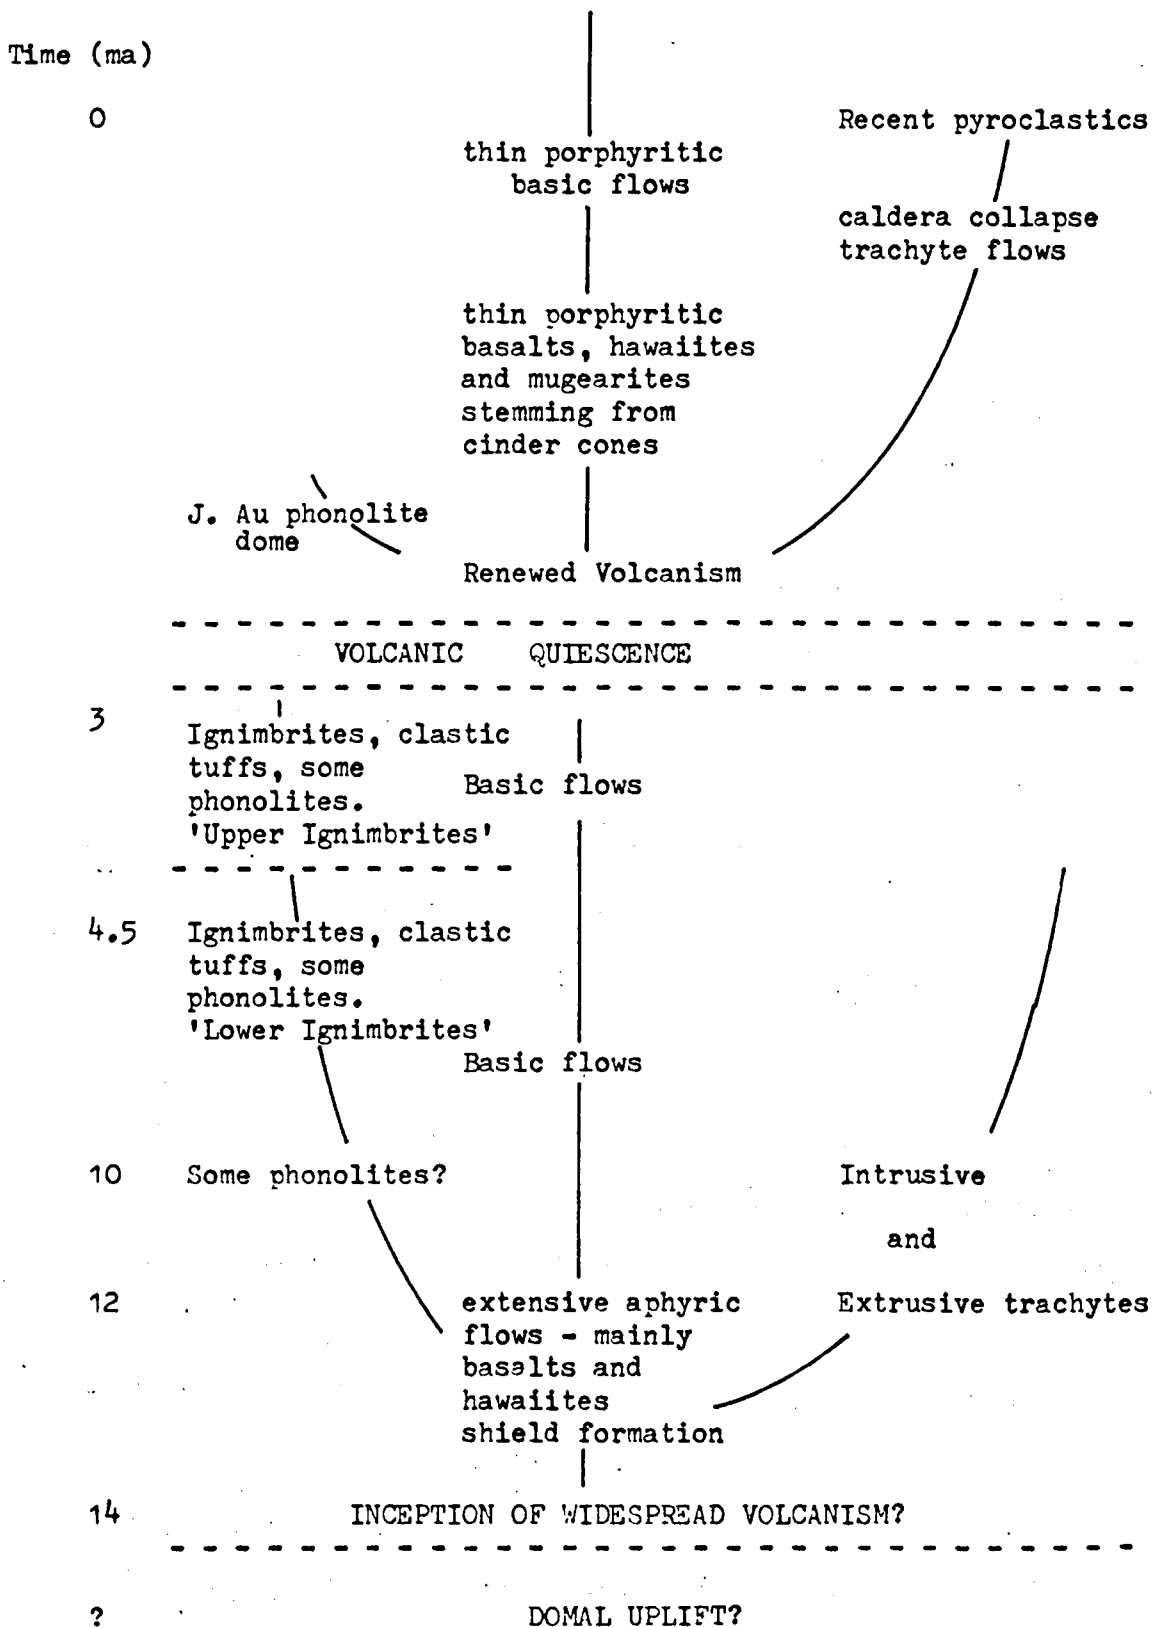 Time (ma)
0
Recent pyroclastics
thin porphyritic
basic flows
caldera collapse
trachyte flows
thin porphyritic
basalts, hawaiites
and mugearites
stemming from
cinder cones
J. Au phonolite
dome
Renewed Volcanism
VOLCANIC QUIESCENCE
3
Ignimbrites, clastic
tuffs, some
phonolites.
'Upper Ignimbrites'
Basic flows
4.5
Ignimbrites, clastic
tuffs, some
phonolites.
'Lower Ignimbrites'
Basic flows
10
Some phonolites?
Intrusive
and
12
extensive aphyric
flows - mainly
basalts and
hawaiites
shield formation
Extrusive trachytes
14
INCEPTION OF WIDESPREAD VOLCANISM?
?
DOMAL UPLIFT?